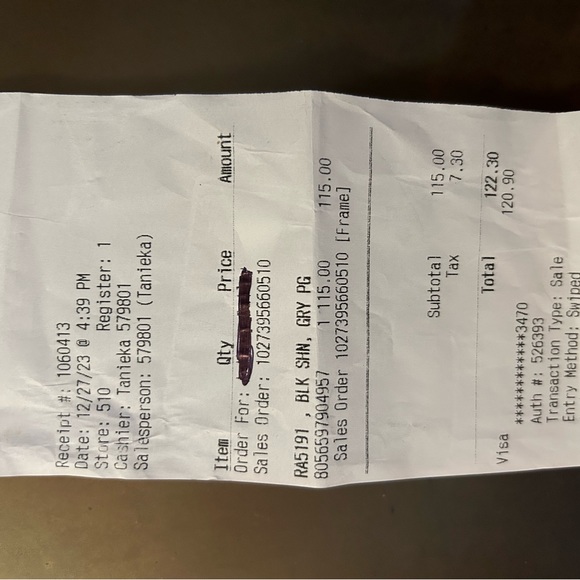 Receipt #: 1060413
Date: 12/27/23 @ 4:39 PM
Store: 510 Register: 1
Cashier: Tanieka 579801
Salesperson: 579801 (Tanieka)
Item Qty Price Amount
Order For:
Sales Order: 1027395660510
RA5191 , BLK SHN, GRY PG
8056597904957 1 115.00 115.00
Sales Order 1027395660510 [Frame]
Subtotal 115.00
Tax 7.30
Total 122.30
Visa 120.90
************3470
Auth #: 526393
Transaction Type: Sale
Entry Method: Swiped